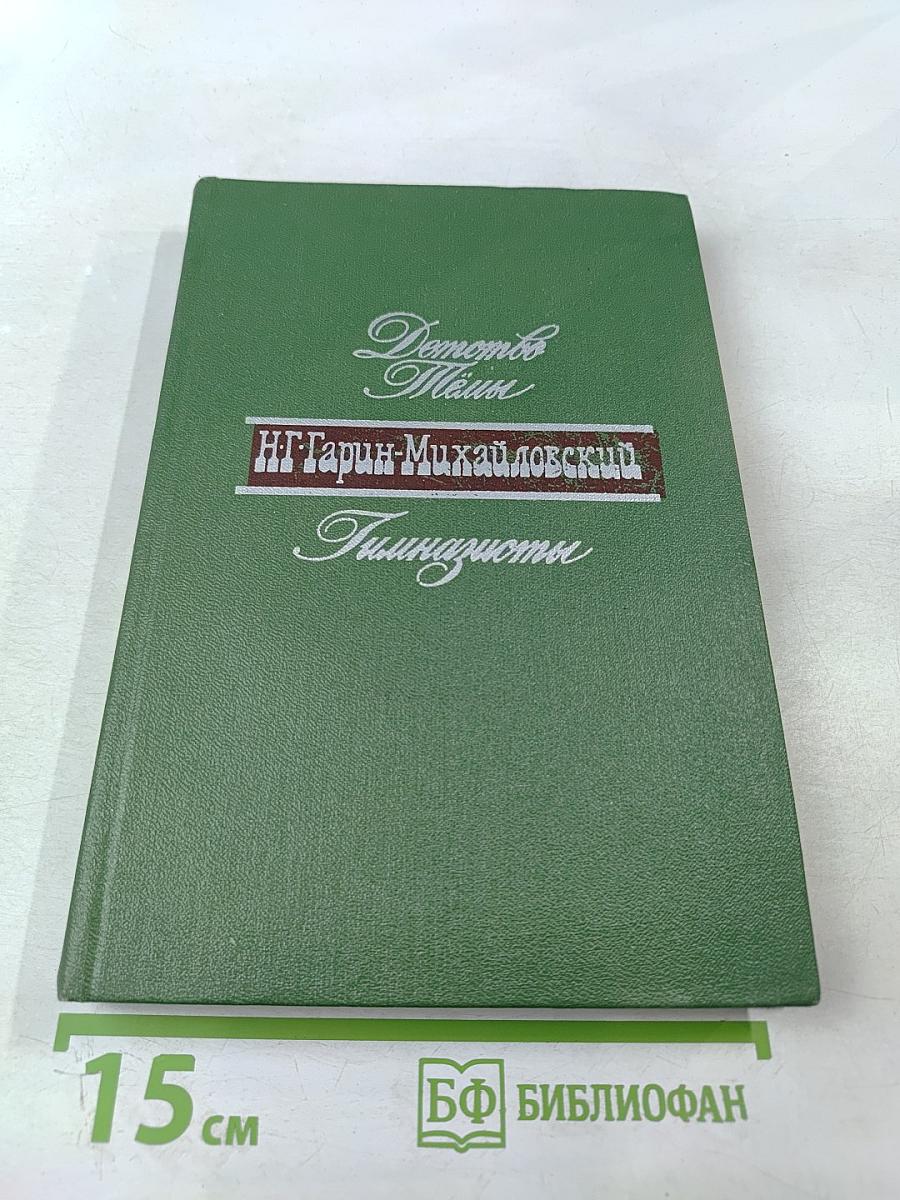 Детство
Тёмы
Н·Г·Гарин-Михайловский
Гимназисты
15 см
БФ БИБЛИОФАН